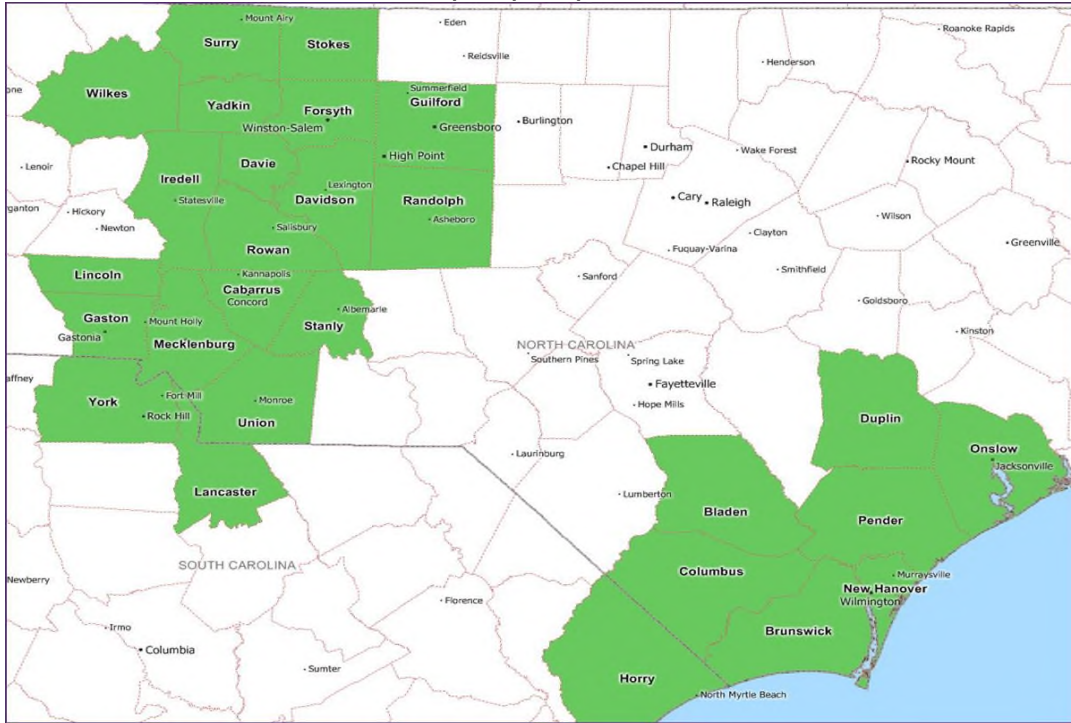 Mount Airy
Eden
Roanoke Rapids
Surry
Stokes
Reidsville
Henderson
Wilkes
Summerfield
Yadkin
Guilford
Forsyth
Winston-Salem
Greensboro
Burlington
Durham
Wake Forest
High Point
Davie
Chapel Hill
Rocky Mount
Lenoir
Iredell
Lexington
Davidson
Randolph
Cary
Raleigh
Statesville
Hickory
Newton
Asheboro
Wilson
Salisbury
Clayton
Greenville
Rowan
Fuquay-Varina
Lincoln
Kannapolis
Sanford
Smithfield
Cabarrus
Concord
Goldsboro
Albemarle
Gaston
Mount Holly
Stanly
Gastonia
Mecklenburg
NORTH CAROLINA
Kinston
Southern Pines
Spring Lake
Fayetteville
York
Fort Mill
Monroe
Hope Mills
Rock Hill
Union
Duplin
Onslow
Laurinburg
Jacksonville
Lancaster
Lumberton
Bladen
Pender
SOUTH CAROLINA
Columbus
Newberry
Murraysville
New Hanover
Wilmington
Florence
Irmo
Brunswick
Columbia
Sumter
Horry
North Myrtle Beach